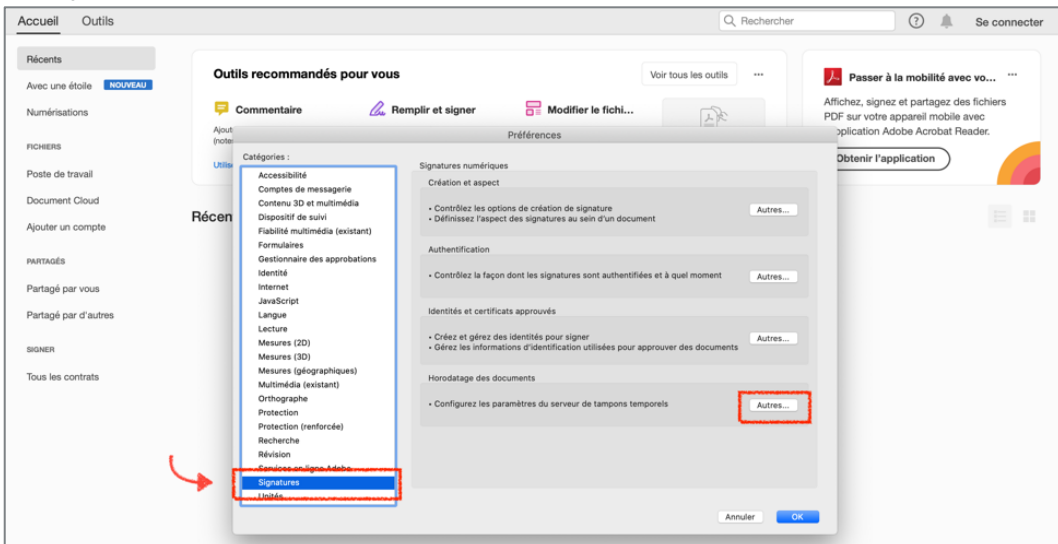 Accueil Outils Rechercher ? Se connecter
Récents
Avec une étoile NOUVEAU
Numérisations
FICHIERS
Poste de travail
Document Cloud
Ajouter un compte
PARTAGÉS
Partagé par vous
Partagé par d'autres
SIGNER
Tous les contrats
Outils recommandés pour vous
Voir tous les outils ...
Commentaire
Remplir et signer
Modifier le fichi...
Passer à la mobilité avec vo... ...
Affichez, signez et partagez des fichiers
PDF sur votre appareil mobile avec
Adobe Acrobat Reader.
Obtenir l'application
Préférences
Catégories :
Accessibilité
Comptes de messagerie
Contenu 3D et multimédia
Dispositif de suivi
Fiabilité multimédia (existant)
Formulaires
Gestionnaire des approbations
Identité
Internet
JavaScript
Langue
Lecture
Mesures (2D)
Mesures (3D)
Mesures (géographiques)
Multimédia (existant)
Orthographe
Protection
Protection (renforcée)
Recherche
Révision
Services en ligne Adobe
Signatures
Unités
Signatures numériques
Création et aspect
• Contrôlez les options de création de signature
• Définissez l'aspect des signatures au sein d'un document
Autres...
Authentification
• Contrôlez la façon dont les signatures sont authentifiées et à quel moment
Autres...
Identités et certificats approuvés
• Créez et gérez des identités pour signer
• Gérez les informations d'identification utilisées pour approuver des documents
Autres...
Horodatage des documents
• Configurez les paramètres du serveur de tampons temporels
Autres...
Annuler OK